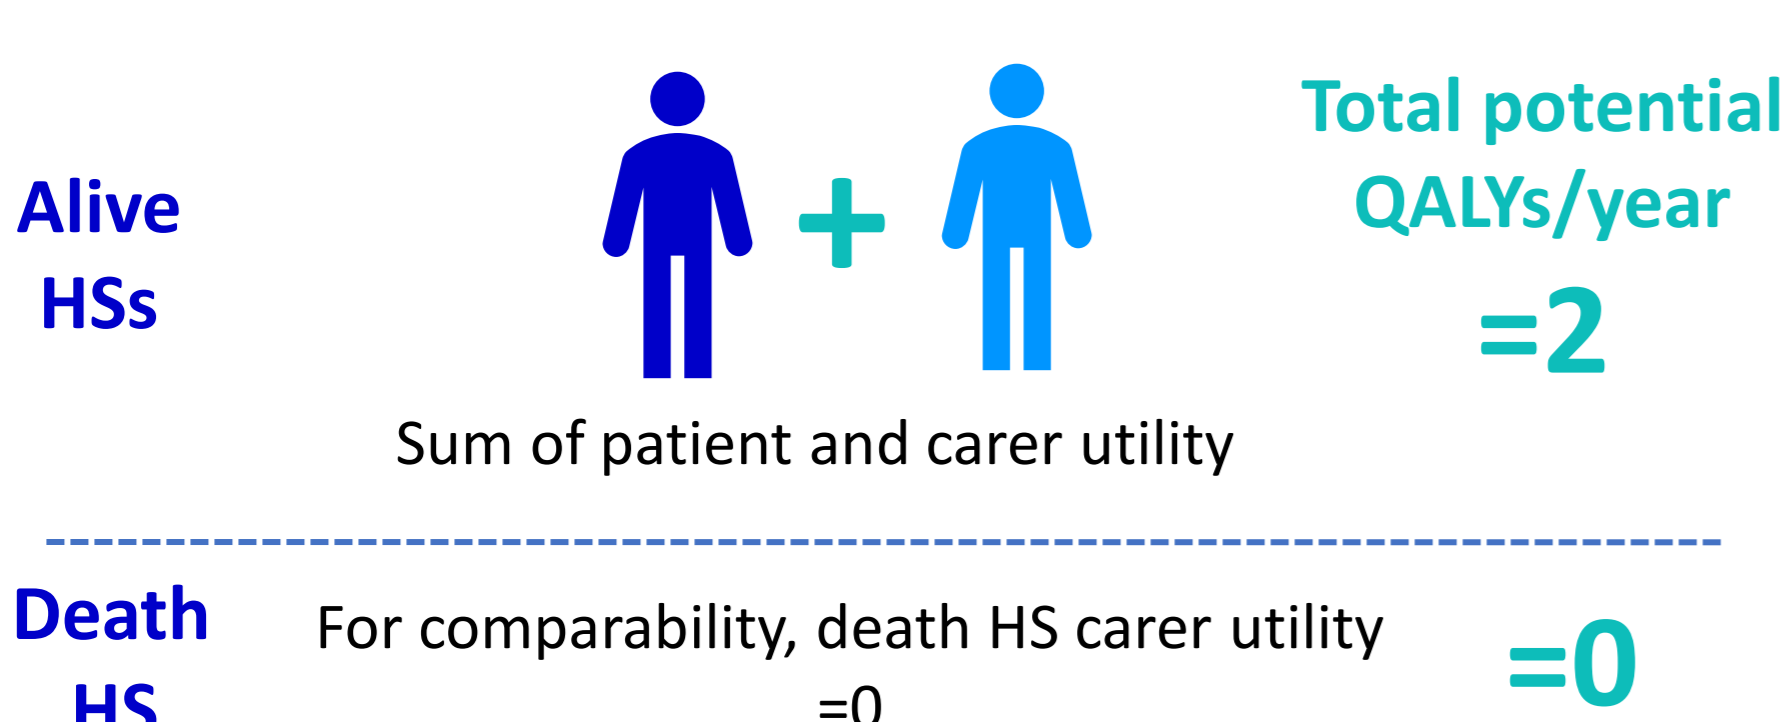 Total potential
QALYs/year
Alive
HSs
+
=2
Sum of patient and carer utility
Death
HS
For comparability, death HS carer utility
=0
=0